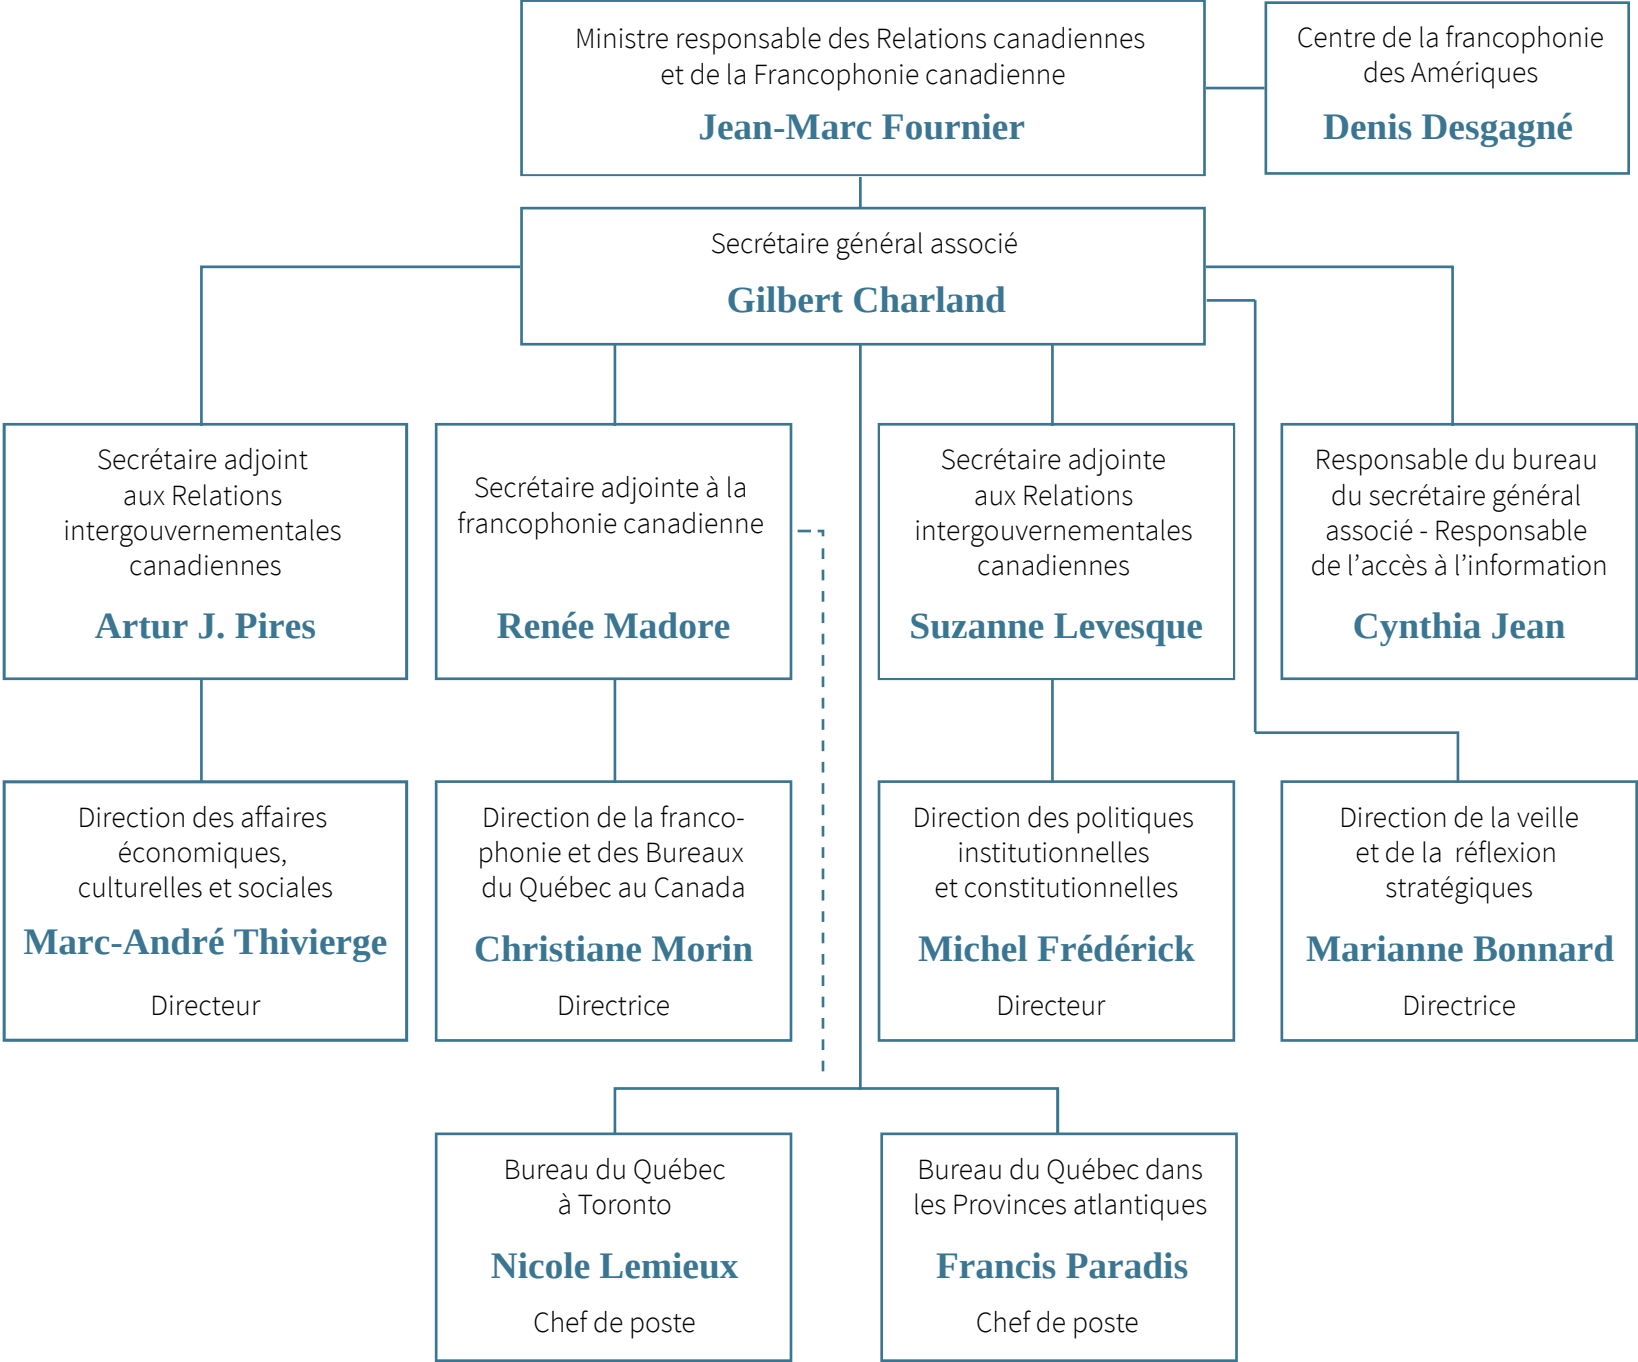 Ministre responsable des Relations canadiennes
et de la Francophonie canadienne
Jean-Marc Fournier
Centre de la francophonie
des Amériques
Denis Desgagné
Secrétaire général associé
Gilbert Charland
Secrétaire adjoint
aux Relations
intergouvernementales
canadiennes
Artur J. Pires
Secrétaire adjointe à la
francophonie canadienne
Renée Madore
Secrétaire adjointe
aux Relations
intergouvernementales
canadiennes
Suzanne Levesque
Responsable du bureau
du secrétaire général
associé - Responsable
de l’accès à l’information
Cynthia Jean
Direction des affaires
économiques,
culturelles et sociales
Marc-André Thivierge
Directeur
Direction de la franco-
phonie et des Bureaux
du Québec au Canada
Christiane Morin
Directrice
Direction des politiques
institutionnelles
et constitutionnelles
Michel Frédérick
Directeur
Direction de la veille
et de la réflexion
stratégiques
Marianne Bonnard
Directrice
Bureau du Québec
à Toronto
Nicole Lemieux
Chef de poste
Bureau du Québec dans
les Provinces atlantiques
Francis Paradis
Chef de poste